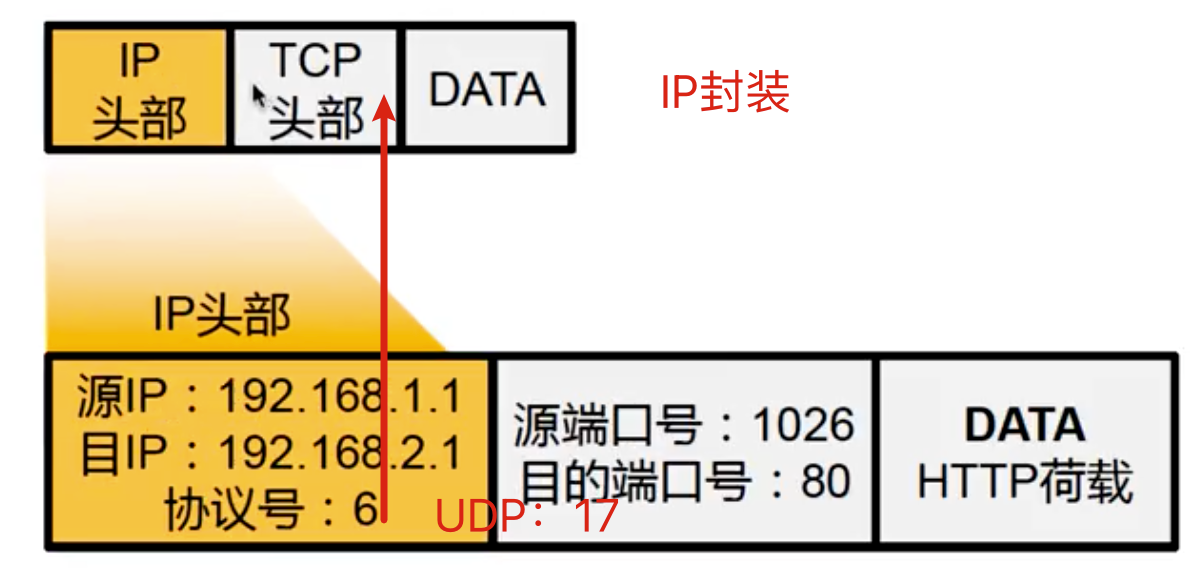 IP
头部
TCP
头部
DATA
IP封装
IP头部
源IP：192.168.1.1
目IP：192.168.2.1
协议号：6
源端口号：1026
目的端口号：80
UDP：17
DATA
HTTP荷载